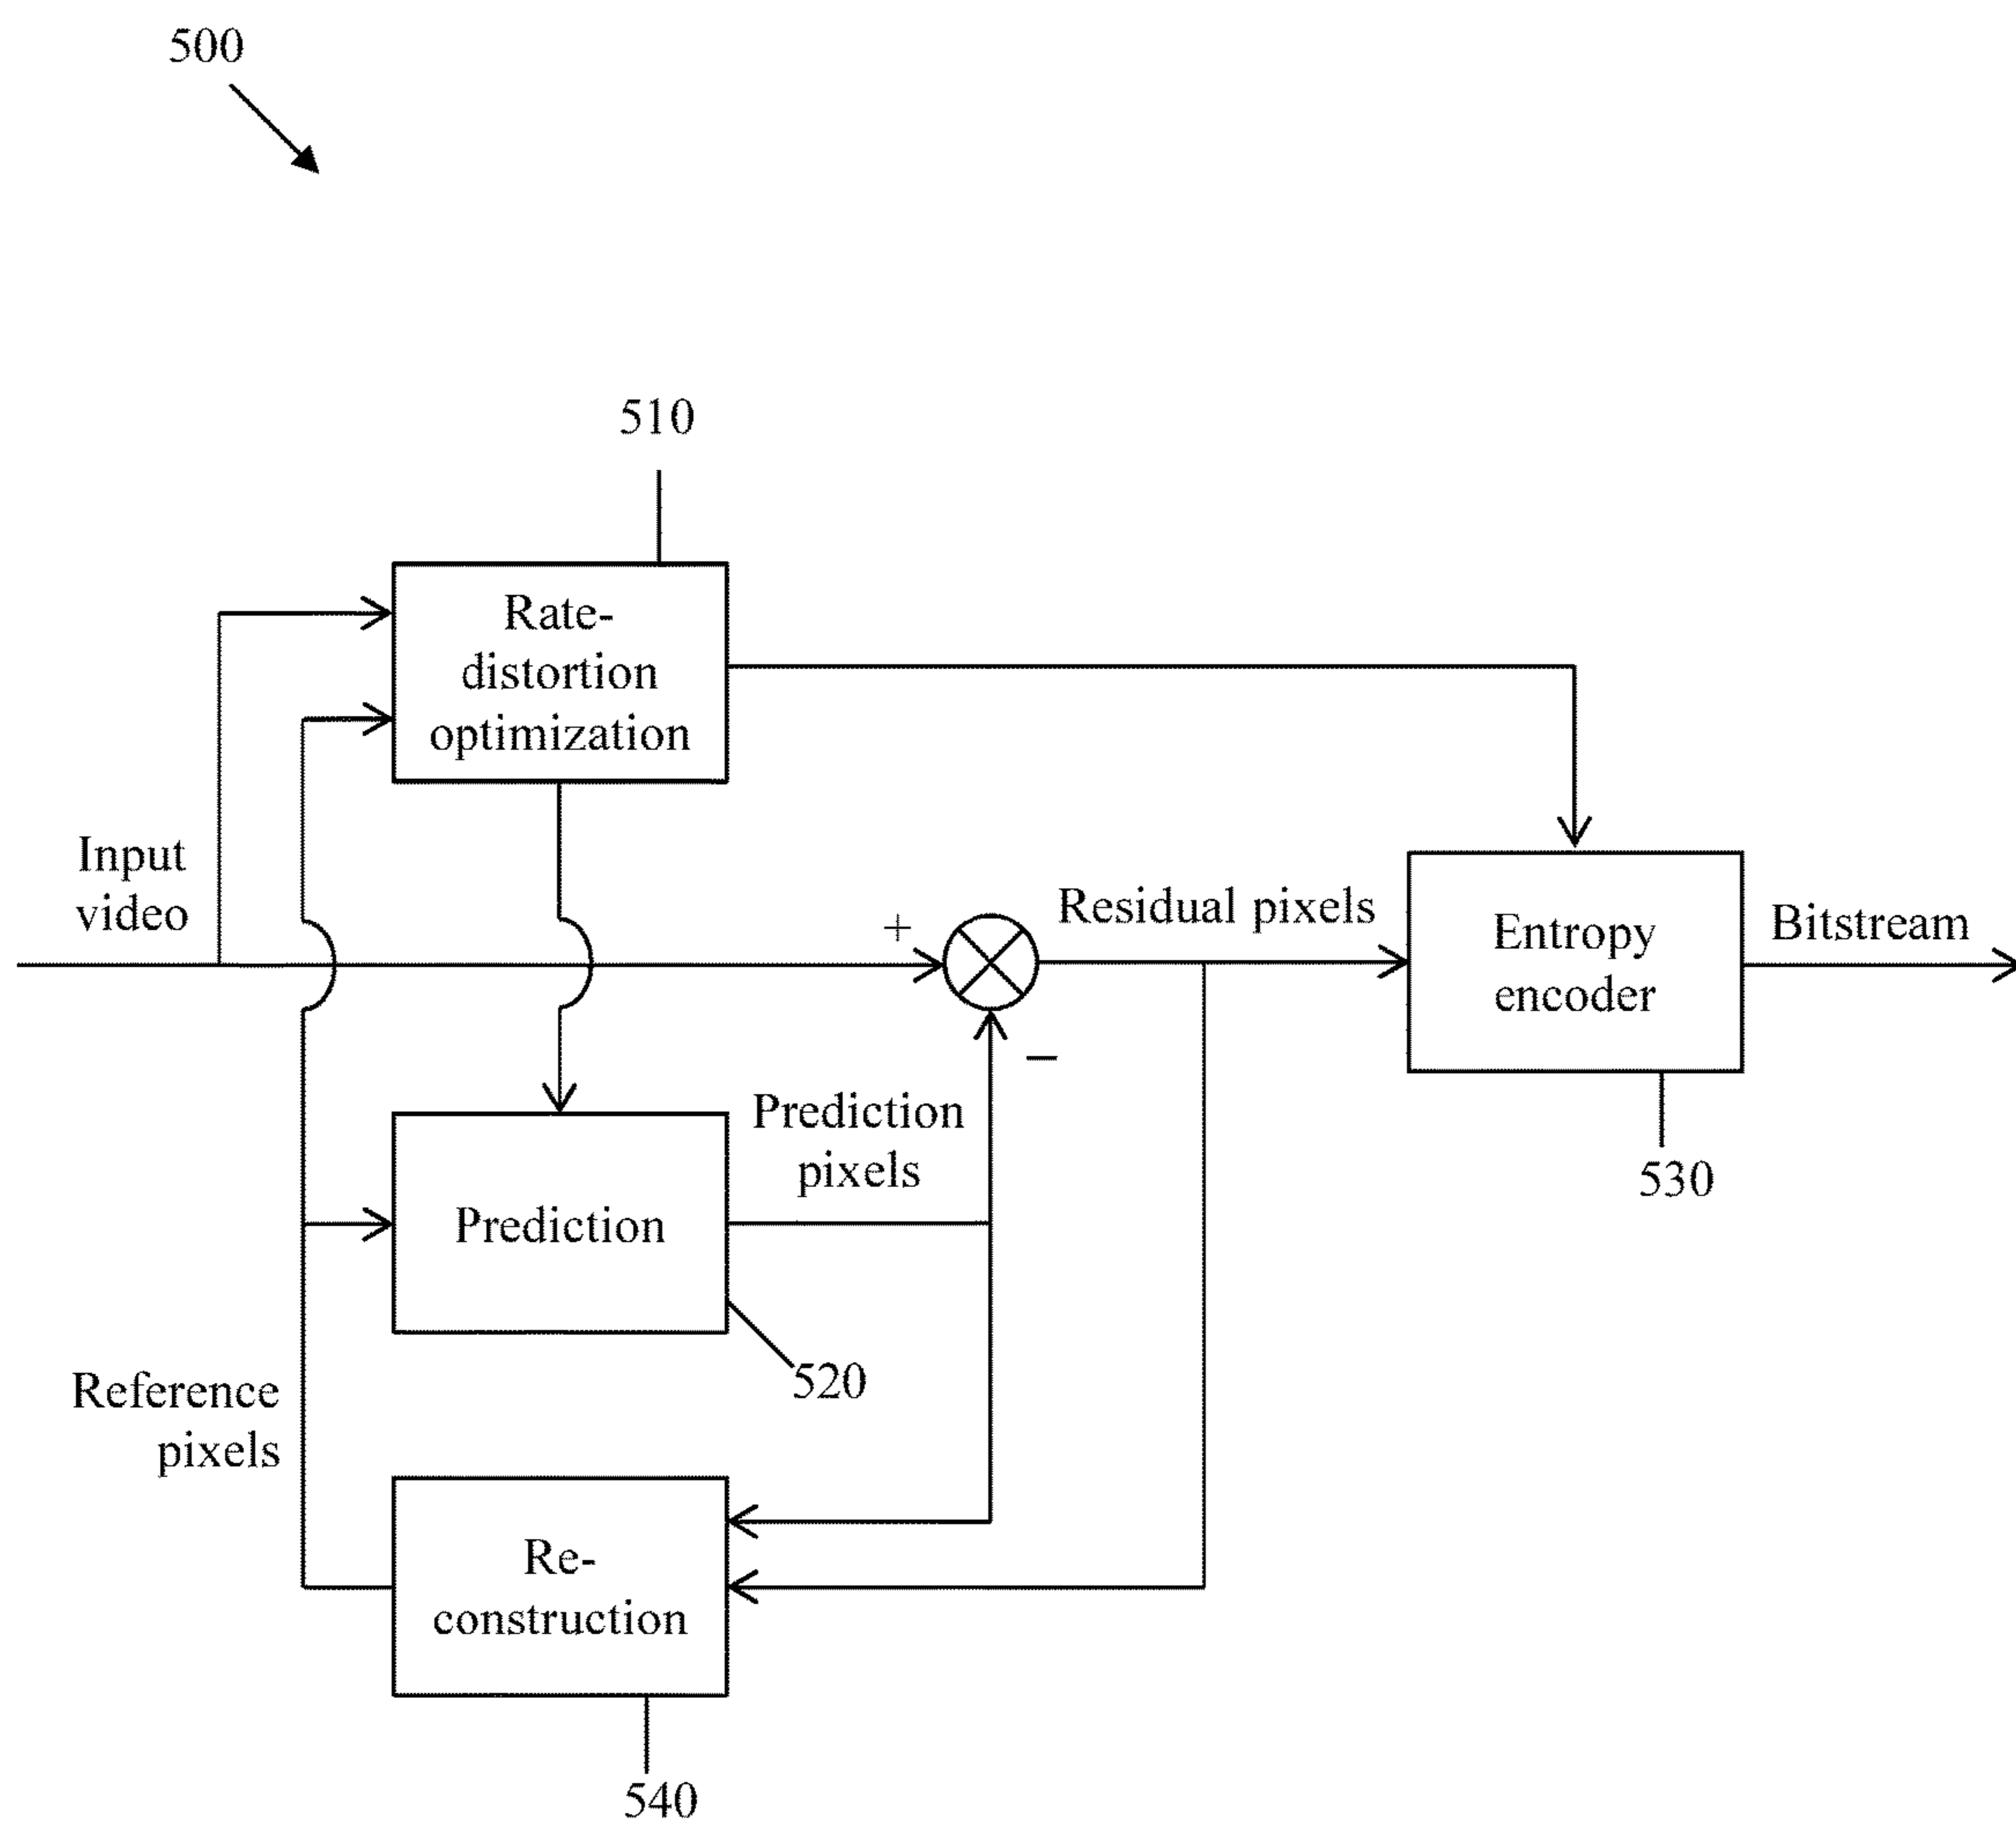 500
510
Rate-
distortion
optimization
Input
video
+
Residual pixels
Entropy
encoder
Bitstream
−
Prediction
pixels
530
Prediction
520
Reference
pixels
Re-
construction
540